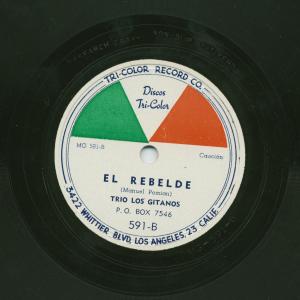 TRI-COLOR RECORD CO.
Discos
Tri-Color
MO 591-B
Canción
EL REBELDE
(Manuel Pomian)
TRIO LOS GITANOS
P. O. BOX 7546
591-B
3422 WHITTIER BLVD, LOS ANGELES, 23 CALIF.